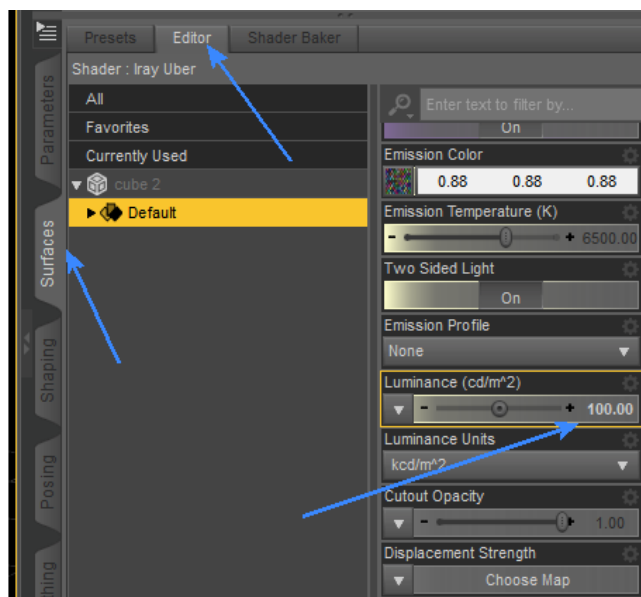 Presets
Editor
Shader Baker
Shader : Iray Uber
Parameters
Surfaces
Shaping
Posing
All
Favorites
Currently Used
cube 2
Default
Enter text to filter by...
On
Emission Color
0.88 0.88 0.88
Emission Temperature (K)
- + 6500.00
Two Sided Light
On
Emission Profile
None
Luminance (cd/m^2)
- + 100.00
Luminance Units
kcd/m^2
Cutout Opacity
- + 1.00
Displacement Strength
Choose Map